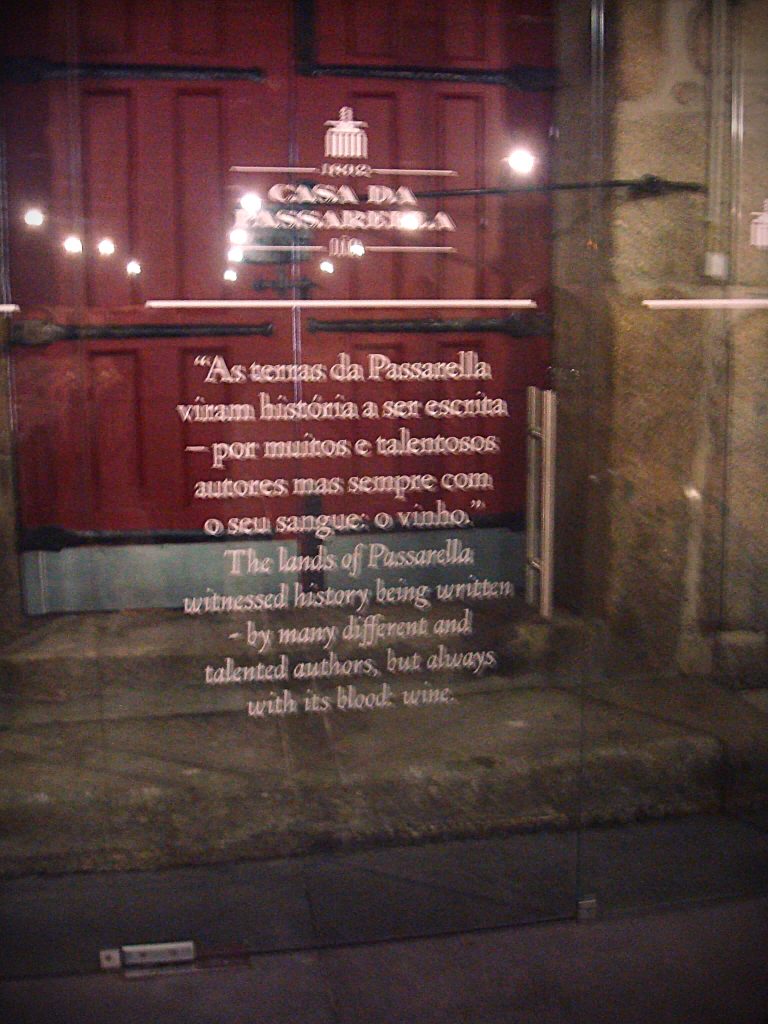 1892
CASA DA
PASSARELLA
DÃO
“As terras da Passarella
viram história a ser escrita
– por muitos e talentosos
autores mas sempre com
o seu sangue: o vinho.”
The lands of Passarella
witnessed history being written
- by many different and
talented authors, but always
with its blood: wine.